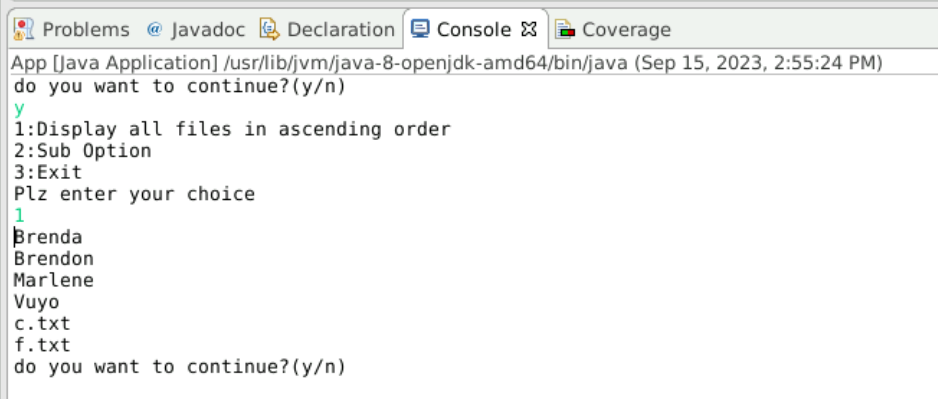 Problems @ Javadoc Declaration Console Coverage
App [Java Application] /usr/lib/jvm/java-8-openjdk-amd64/bin/java (Sep 15, 2023, 2:55:24 PM)
do you want to continue?(y/n)
y
1:Display all files in ascending order
2:Sub Option
3:Exit
Plz enter your choice
1
Brenda
Brendon
Marlene
Vuyo
c.txt
f.txt
do you want to continue?(y/n)